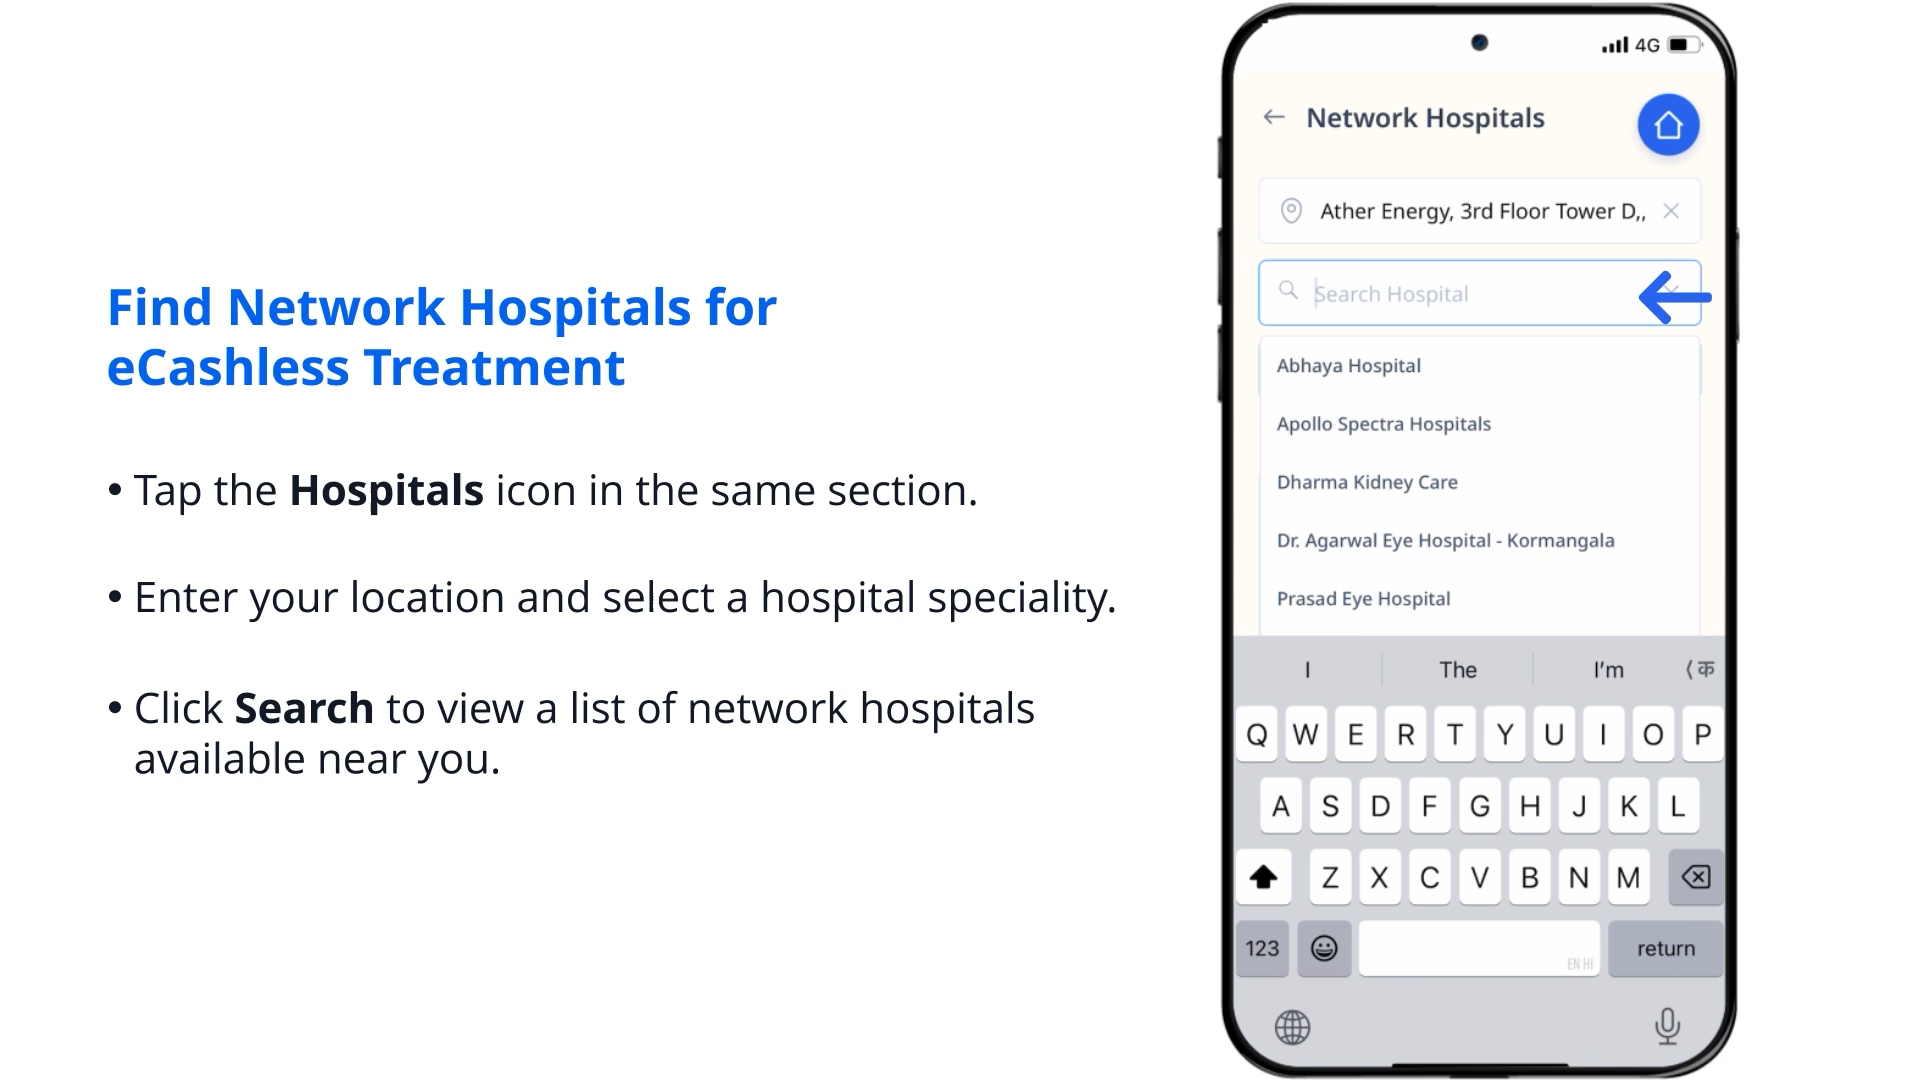 Find Network Hospitals for
eCashless Treatment
• Tap the Hospitals icon in the same section.
• Enter your location and select a hospital speciality.
• Click Search to view a list of network hospitals
available near you.
4G
Network Hospitals
Ather Energy, 3rd Floor Tower D,,
Search Hospital
Abhaya Hospital
Apollo Spectra Hospitals
Dharma Kidney Care
Dr. Agarwal Eye Hospital - Kormangala
Prasad Eye Hospital
I The I'm क
Q W E R T Y U I O P
A S D F G H J K L
Z X C V B N M
123 return
EN HI